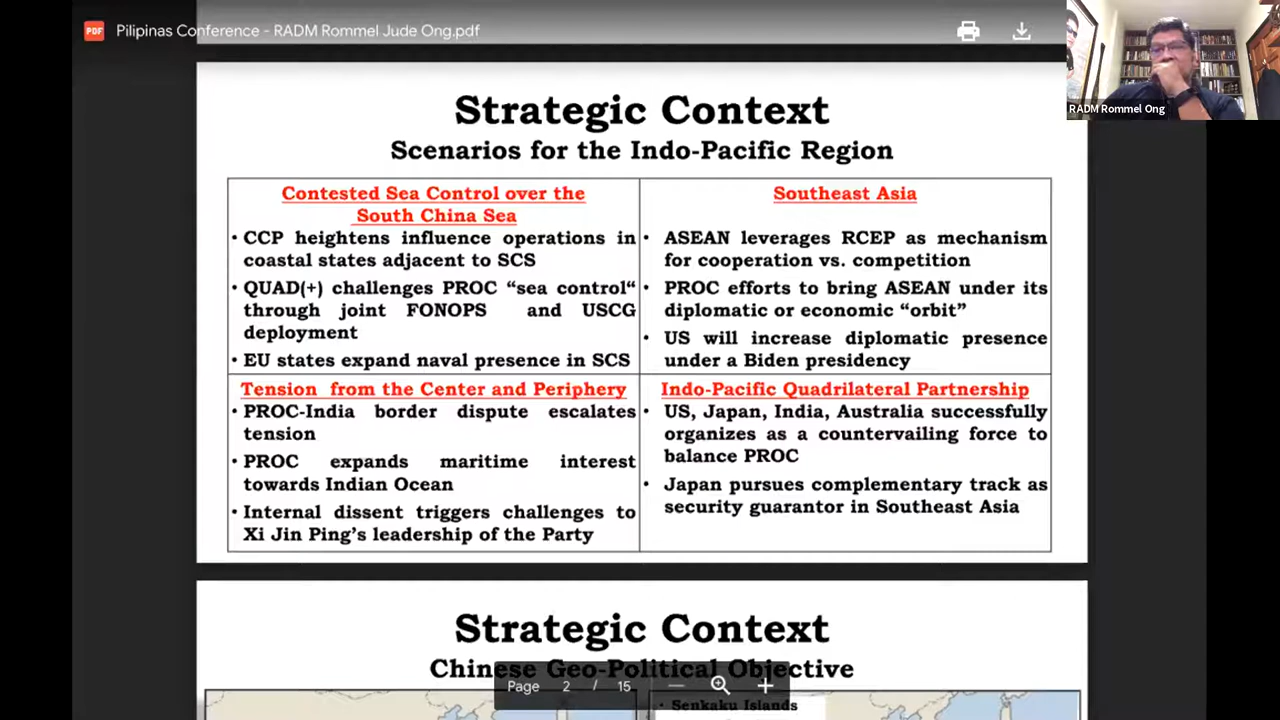 PDF
Pilipinas Conference - RADM Rommel Jude Ong.pdf
RADM Rommel Ong
Strategic Context
Scenarios for the Indo-Pacific Region
Contested Sea Control over the
South China Sea
• CCP heightens influence operations in
coastal states adjacent to SCS
• QUAD(+) challenges PROC “sea control“
through joint FONOPS and USCG
deployment
• EU states expand naval presence in SCS
Southeast Asia
• ASEAN leverages RCEP as mechanism
for cooperation vs. competition
• PROC efforts to bring ASEAN under its
diplomatic or economic “orbit”
• US will increase diplomatic presence
under a Biden presidency
Tension from the Center and Periphery
• PROC-India border dispute escalates
tension
• PROC expands maritime interest
towards Indian Ocean
• Internal dissent triggers challenges to
Xi Jin Ping’s leadership of the Party
Indo-Pacific Quadrilateral Partnership
• US, Japan, India, Australia successfully
organizes as a countervailing force to
balance PROC
• Japan pursues complementary track as
security guarantor in Southeast Asia
Strategic Context
Chinese Geo-Political Objective
Page 2 / 15
• Senkaku Islands